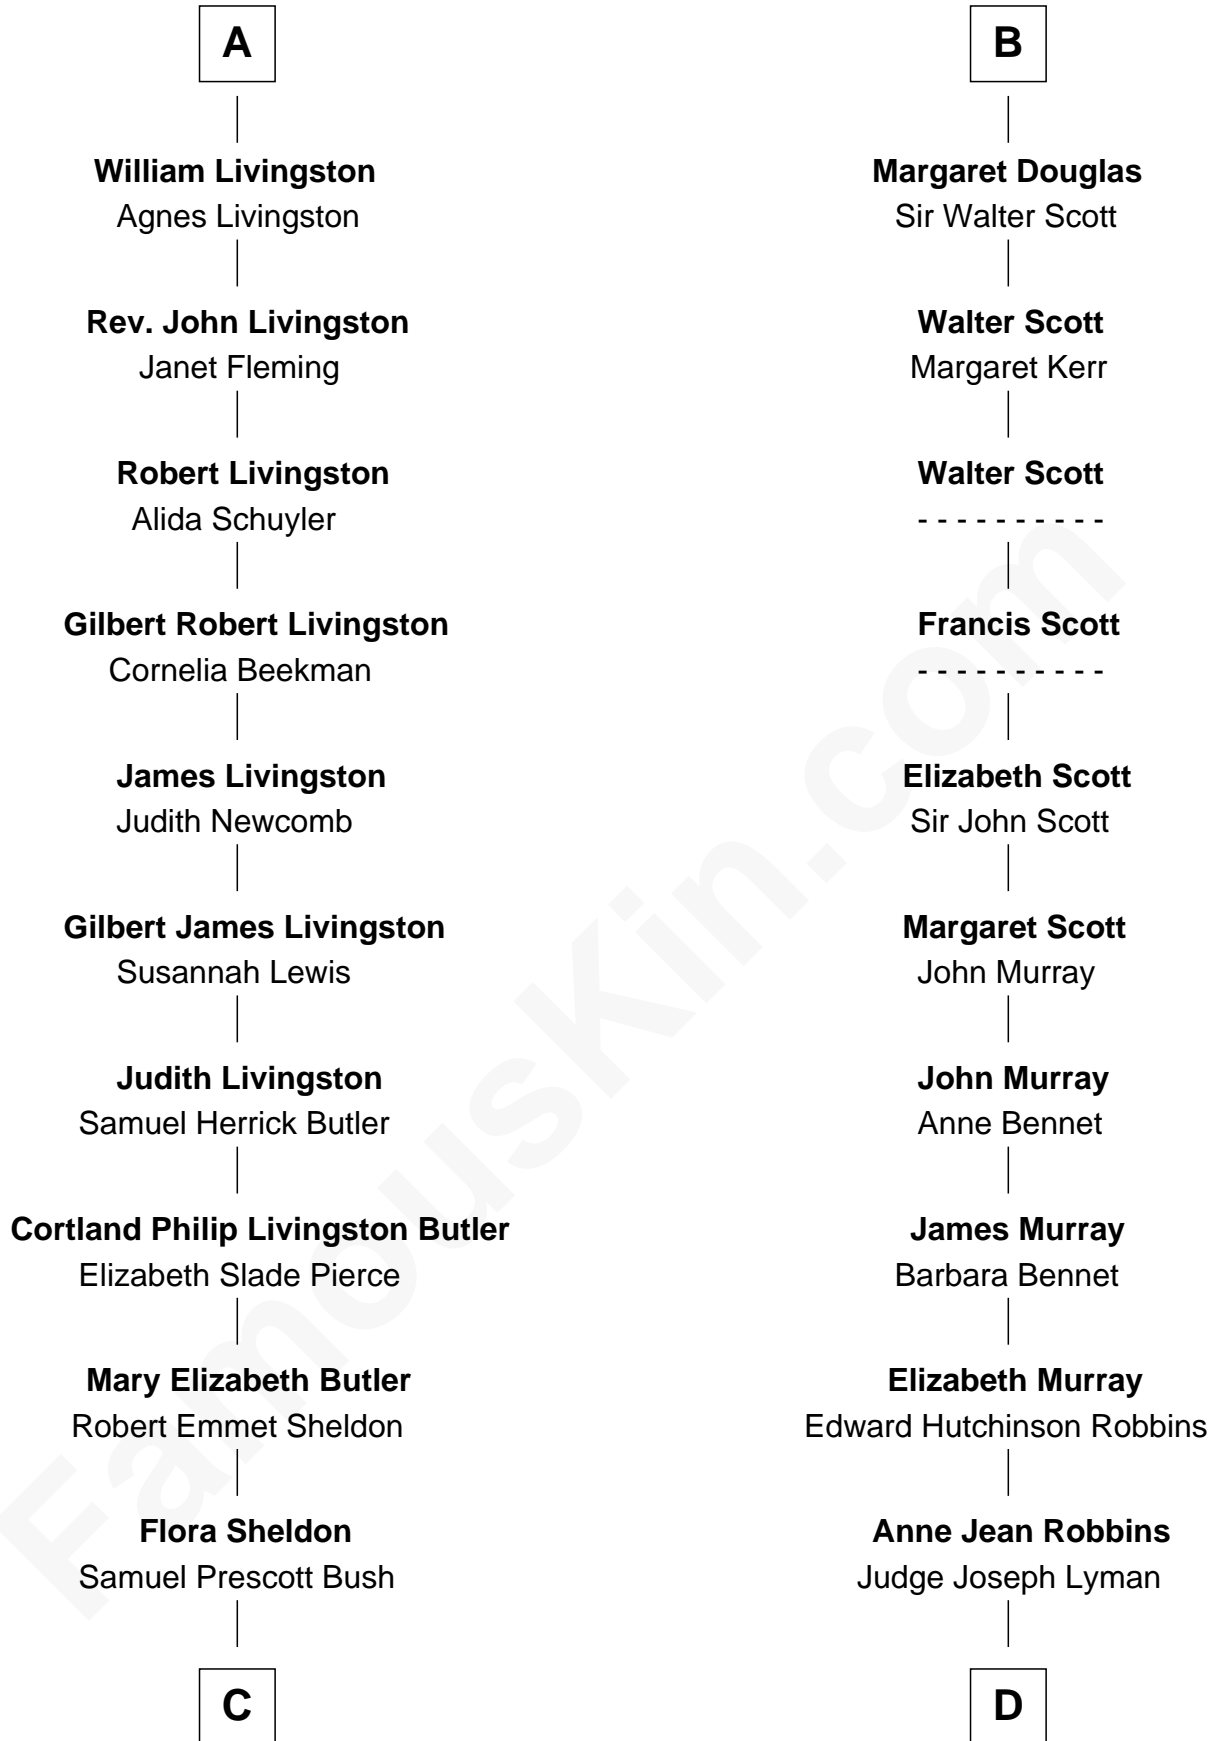 A
William Livingston
Agnes Livingston
Rev. John Livingston
Janet Fleming
Robert Livingston
Alida Schuyler
Gilbert Robert Livingston
Cornelia Beekman
James Livingston
Judith Newcomb
Gilbert James Livingston
Susannah Lewis
Judith Livingston
Samuel Herrick Butler
Cortland Philip Livingston Butler
Elizabeth Slade Pierce
Mary Elizabeth Butler
Robert Emmet Sheldon
Flora Sheldon
Samuel Prescott Bush
C
B
Margaret Douglas
Sir Walter Scott
Walter Scott
Margaret Kerr
Walter Scott
- - - - - - - - - -
Francis Scott
- - - - - - - - - -
Elizabeth Scott
Sir John Scott
Margaret Scott
John Murray
John Murray
Anne Bennet
James Murray
Barbara Bennet
Elizabeth Murray
Edward Hutchinson Robbins
Anne Jean Robbins
Judge Joseph Lyman
D
FamousKin.com